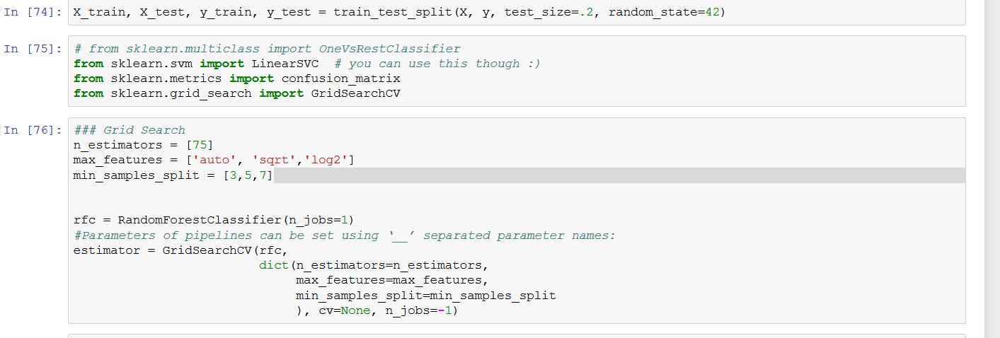 In [74]: X_train, X_test, y_train, y_test = train_test_split(X, y, test_size=.2, random_state=42)
In [75]: # from sklearn.multiclass import OneVsRestClassifier
from sklearn.svm import LinearSVC  # you can use this though :)
from sklearn.metrics import confusion_matrix
from sklearn.grid_search import GridSearchCV
In [76]: ### Grid Search
n_estimators = [75]
max_features = ['auto', 'sqrt','log2']
min_samples_split = [3,5,7]
rfc = RandomForestClassifier(n_jobs=1)
#Parameters of pipelines can be set using ‘__’ separated parameter names:
estimator = GridSearchCV(rfc,
dict(n_estimators=n_estimators,
max_features=max_features,
min_samples_split=min_samples_split
), cv=None, n_jobs=-1)